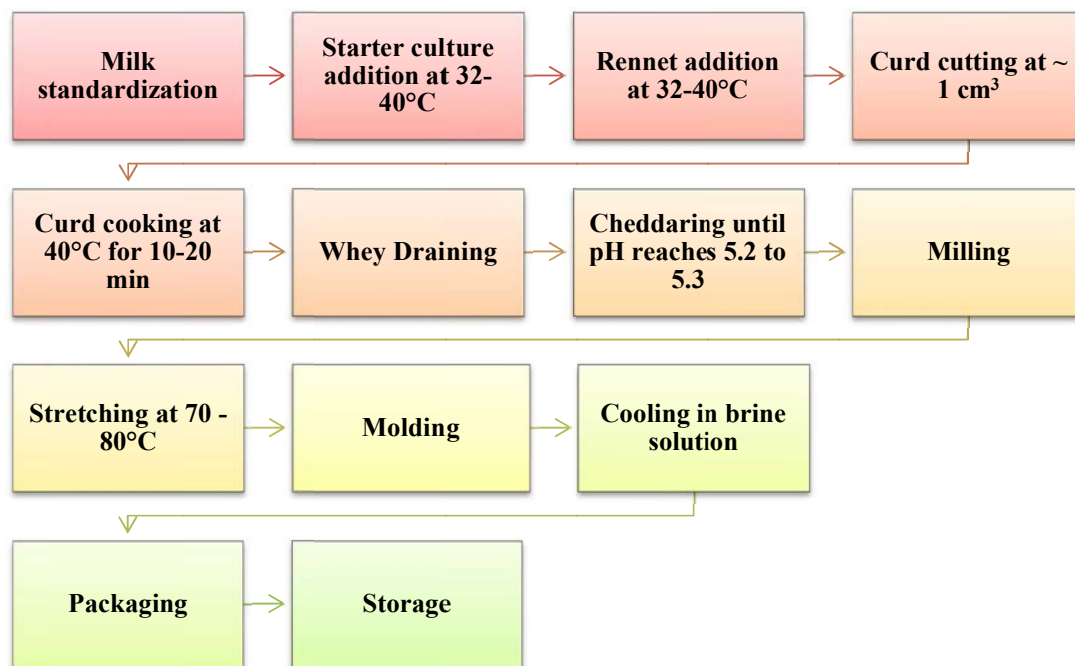 Milk
standardization
Starter culture
addition at 32-
40°C
Rennet addition
at 32-40°C
Curd cutting at ~
1 cm³
Curd cooking at
40°C for 10-20
min
Whey Draining
Cheddaring until
pH reaches 5.2 to
5.3
Milling
Stretching at 70 -
80°C
Molding
Cooling in brine
solution
Packaging
Storage